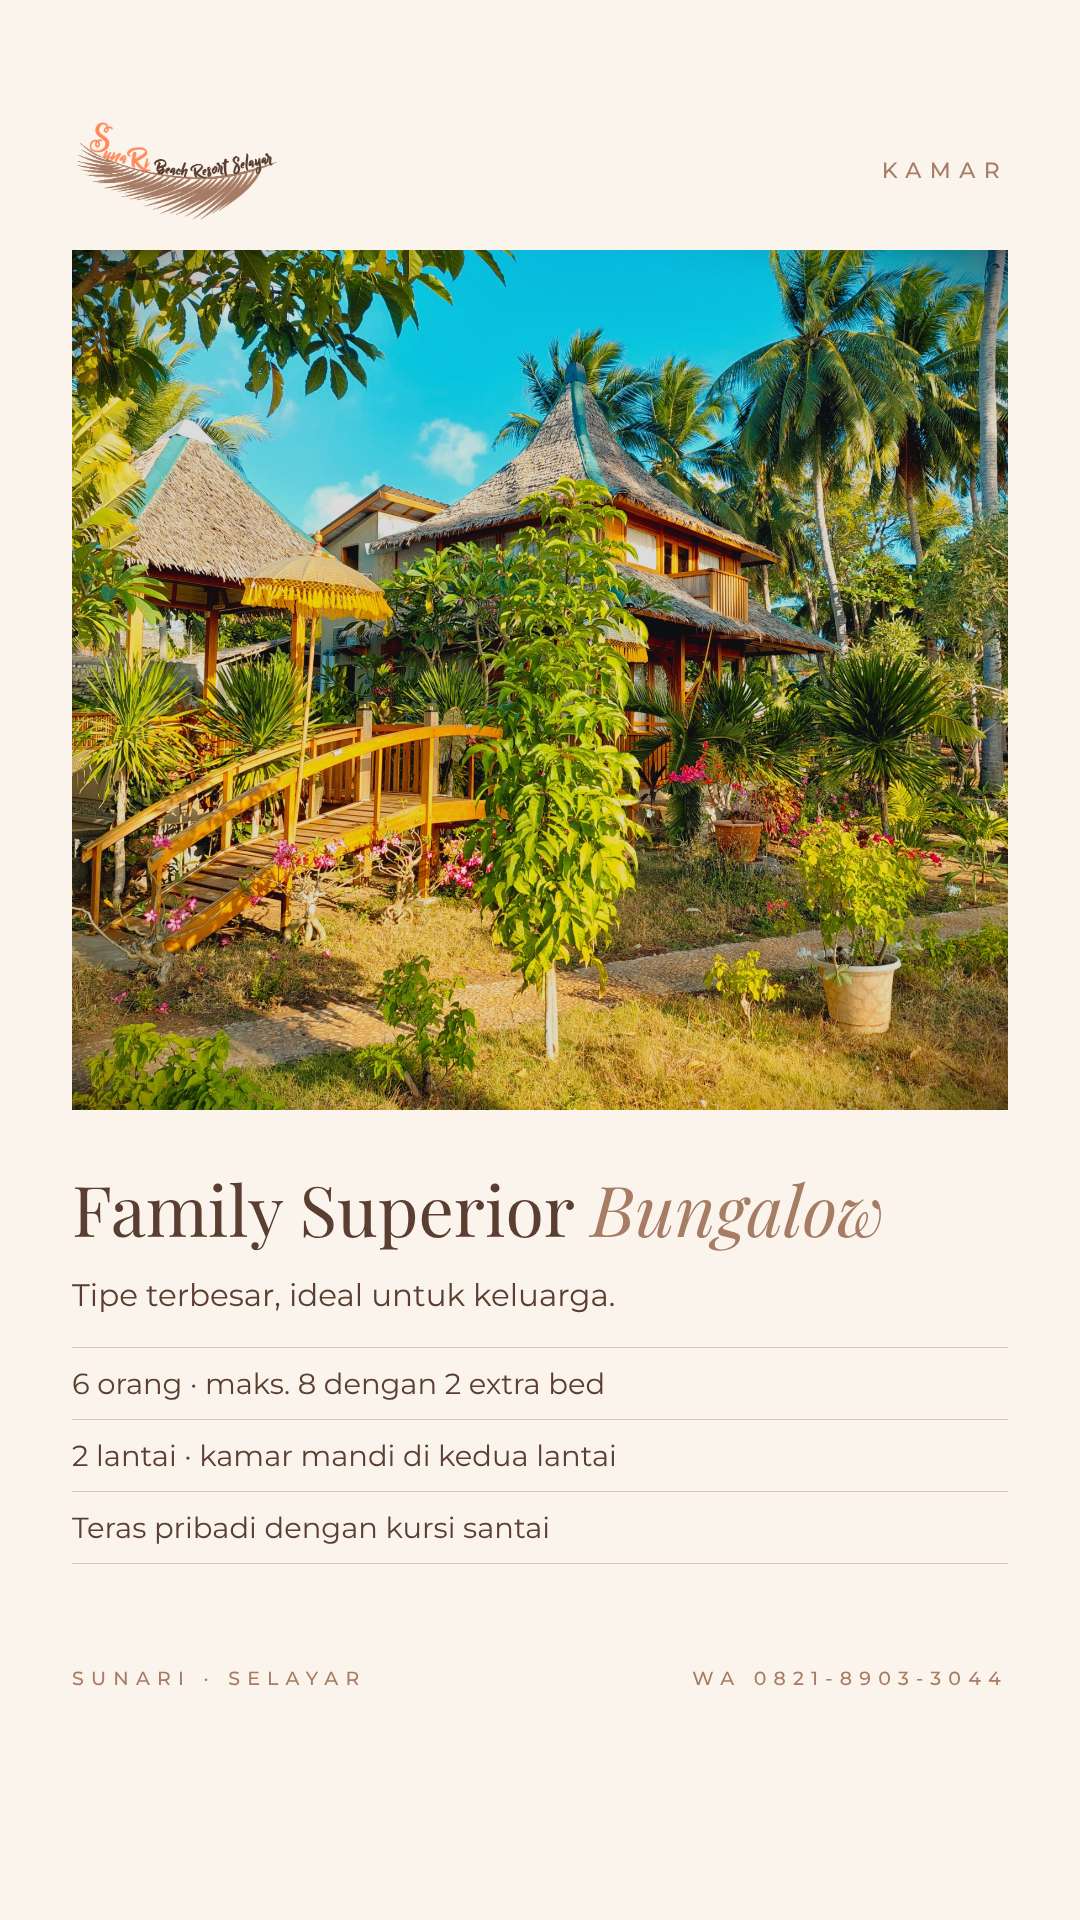 SunaRi Beach Resort Selayar
KAMAR
Family Superior Bungalow
Tipe terbesar, ideal untuk keluarga.
6 orang · maks. 8 dengan 2 extra bed
2 lantai · kamar mandi di kedua lantai
Teras pribadi dengan kursi santai
SUNARI · SELAYAR
WA 0821-8903-3044